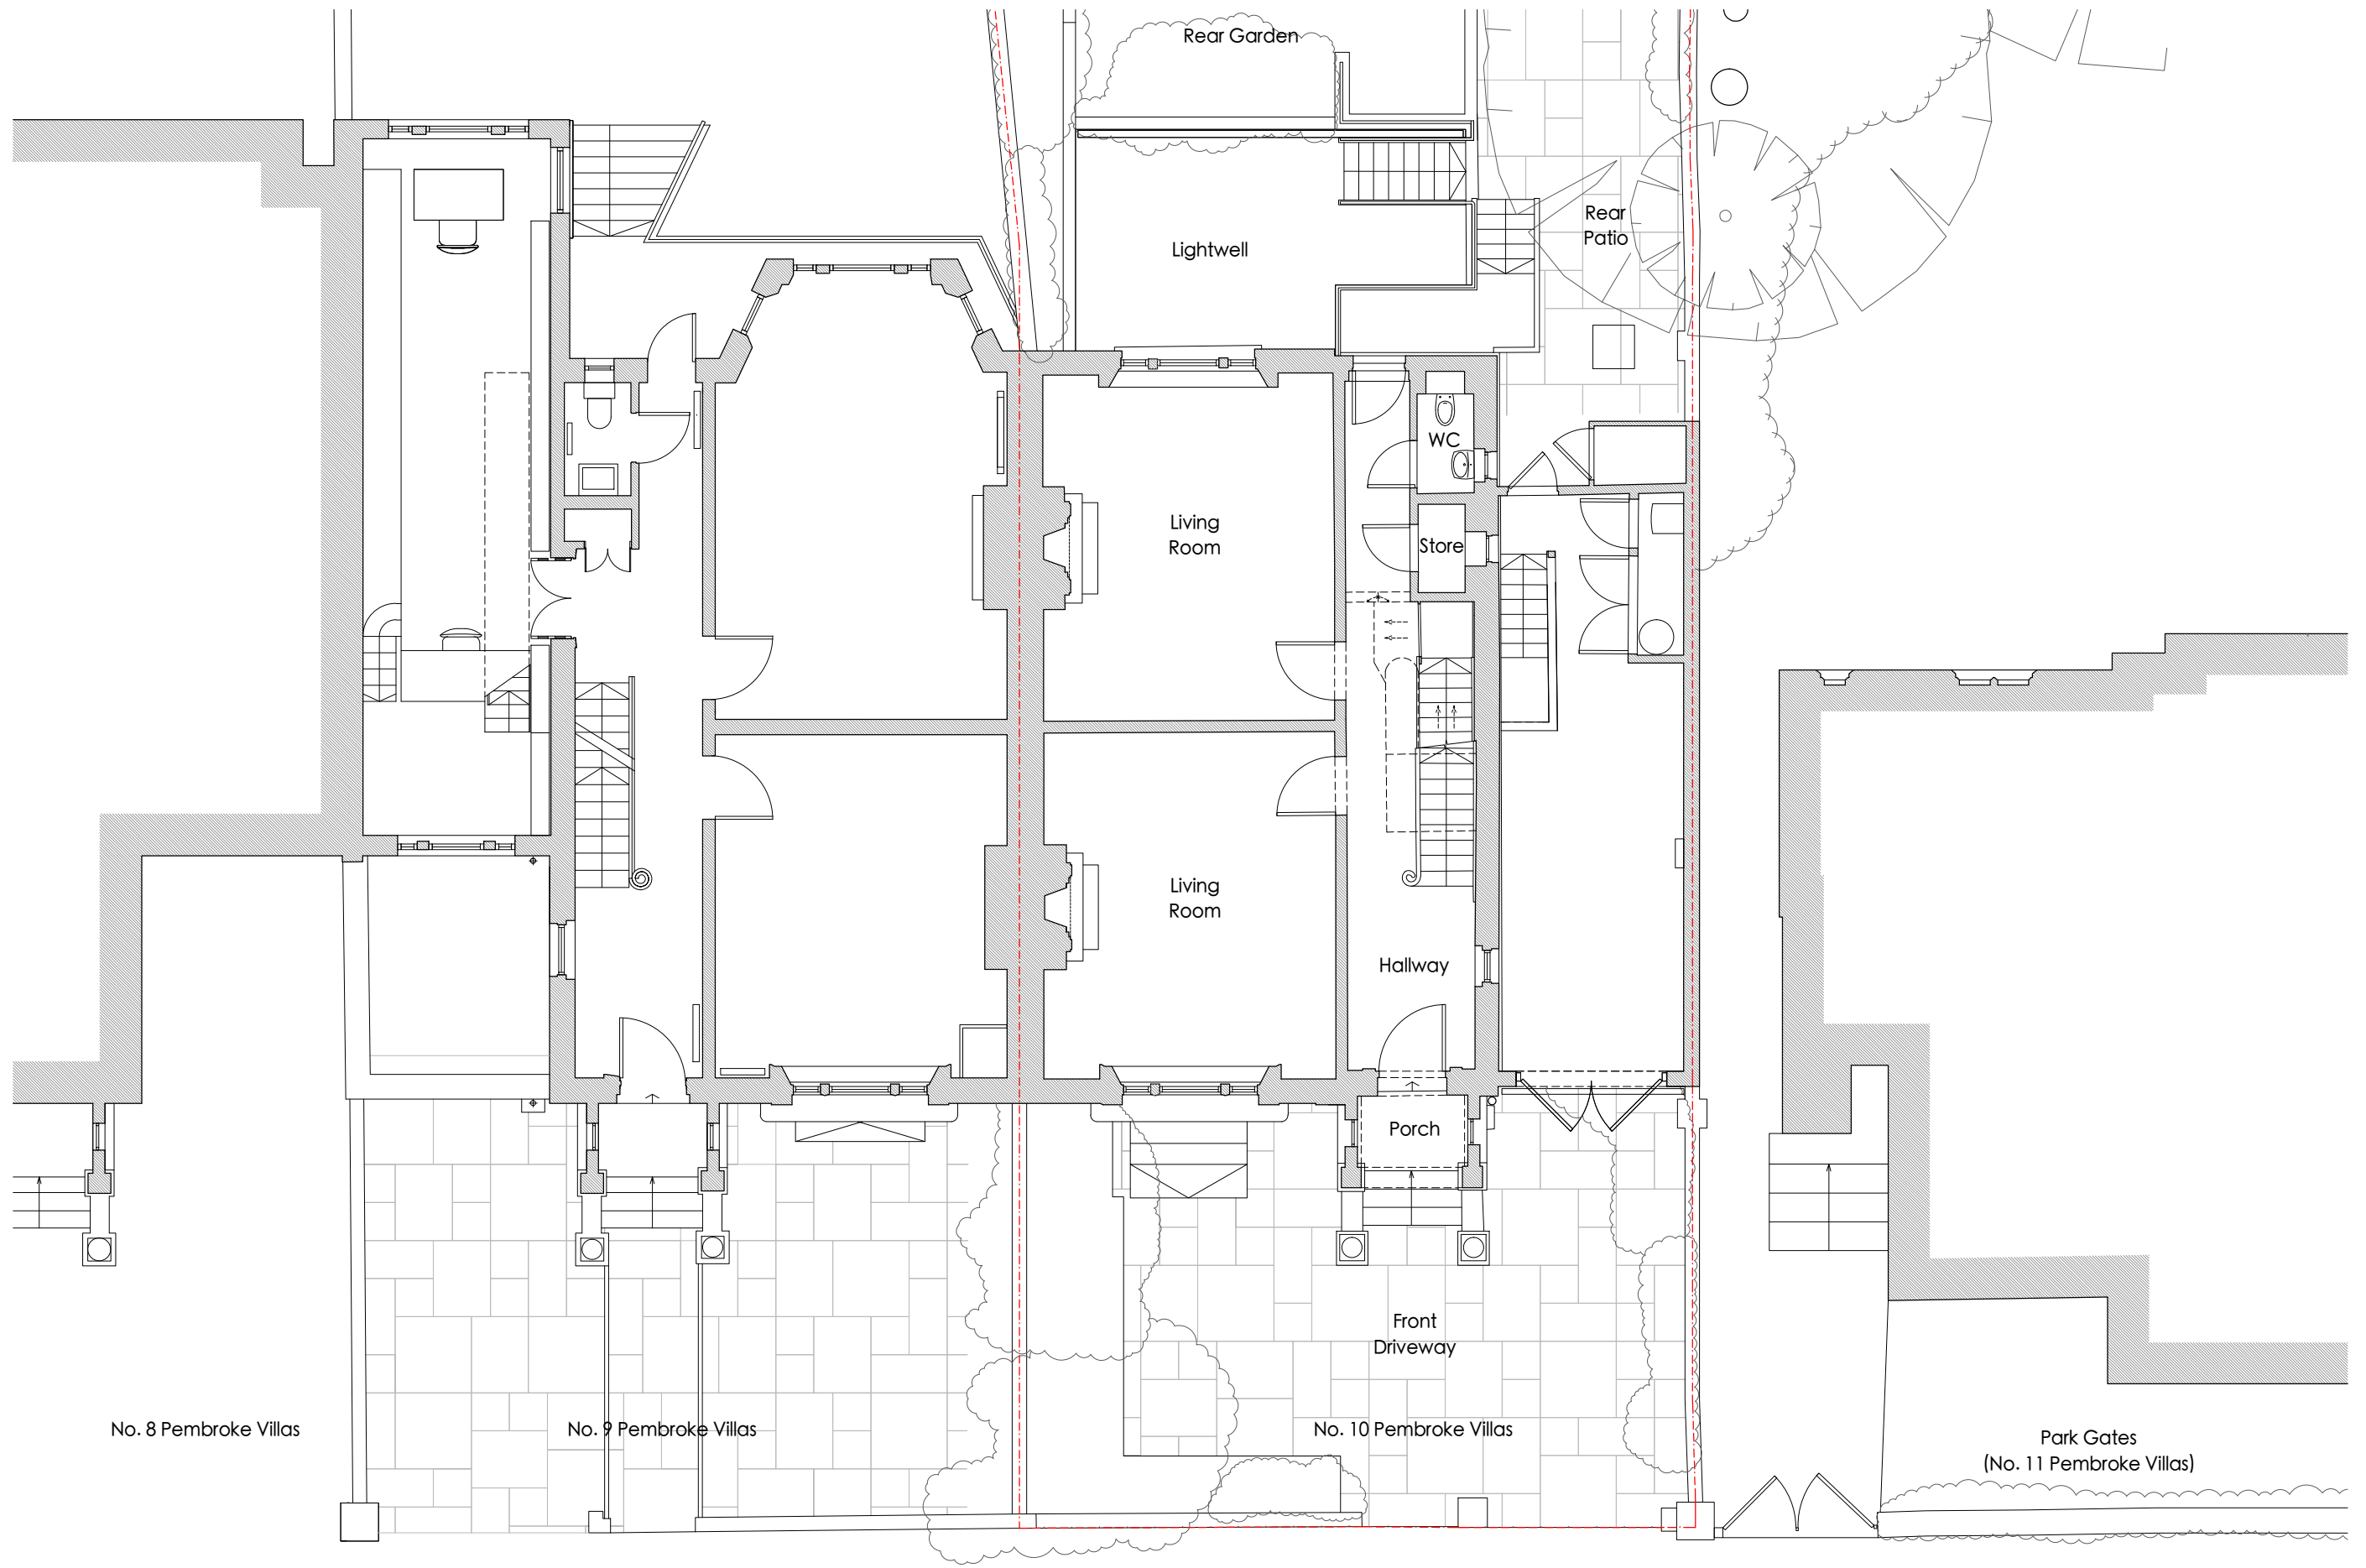 Rear Garden
Rear
Patio
Lightwell
WC
Living
Room
Store
Living
Room
Hallway
Porch
Front
Driveway
No. 8 Pembroke Villas
No. 9 Pembroke Villas
No. 10 Pembroke Villas
Park Gates
(No. 11 Pembroke Villas)